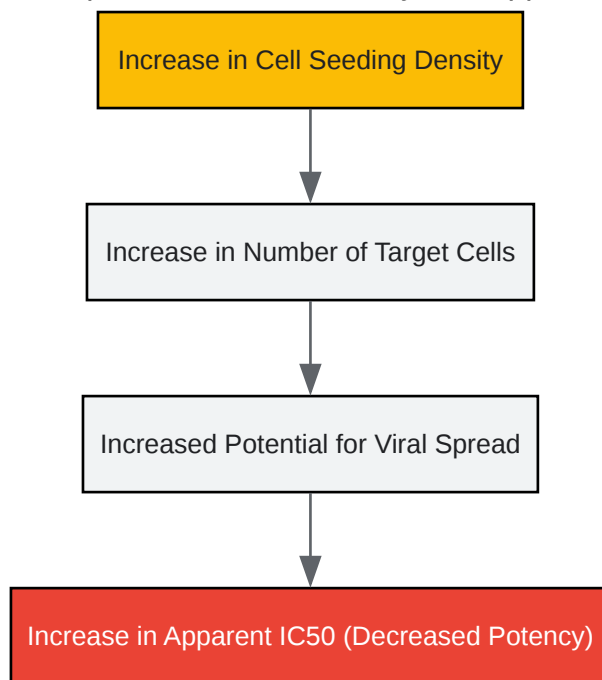 Increase in Cell Seeding Density
Increase in Number of Target Cells
Increased Potential for Viral Spread
Increase in Apparent IC50 (Decreased Potency)